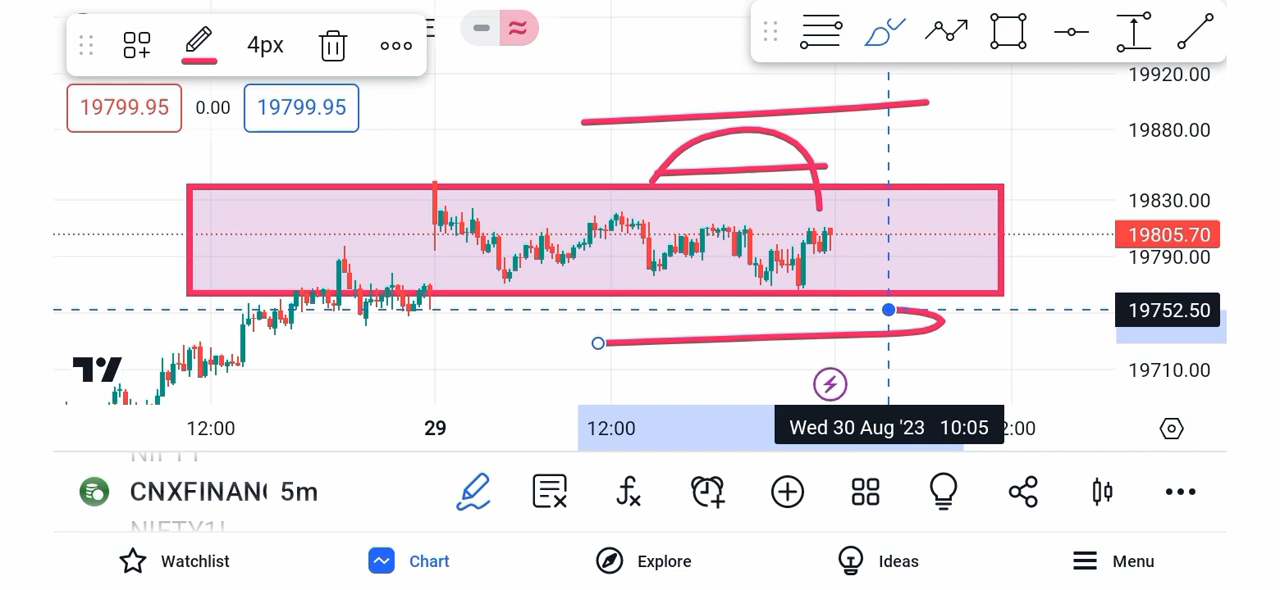 4px
19799.95 0.00 19799.95
19920.00
19880.00
19830.00
19805.70
19790.00
19752.50
19710.00
12:00 29 12:00 Wed 30 Aug '23 10:05 2:00
NIFTY
CNXFINAN 5m
NIFTY1!
Watchlist Chart Explore Ideas Menu